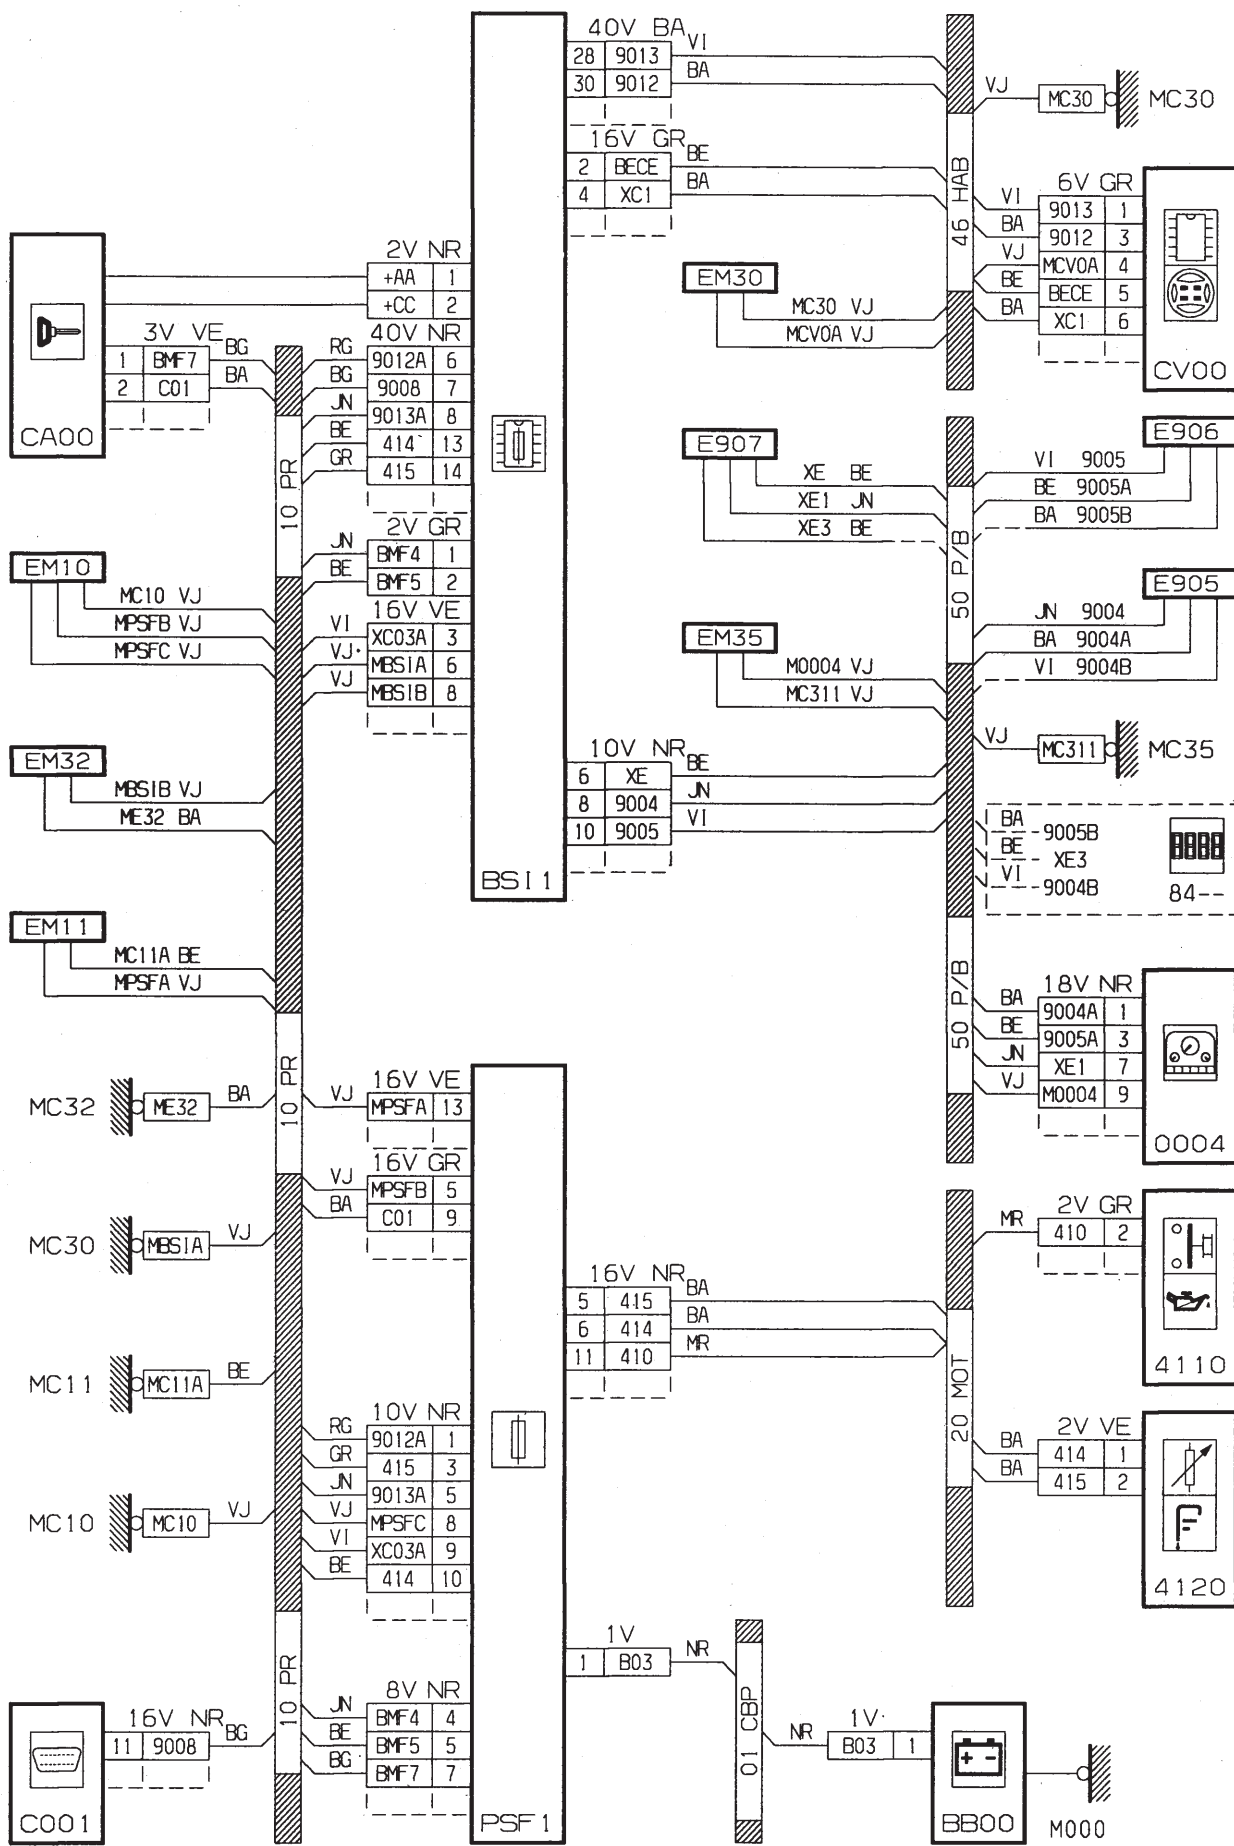 40V BA
28 9013 VI
30 9012 BA
16V GR
2 BECE BE
4 XC1 BA
46 HAB
VJ MC30 MC30
6V GR
VI 9013 1
BA 9012 3
VJ MCV0A 4
BE BECE 5
BA XC1 6
CV00
EM30
MC30 VJ
MCV0A VJ
CA00
3V VE
1 BMF7 BG
2 C01 BA
2V NR
+AA 1
+CC 2
40V NR
RG 9012A 6
BG 9008 7
JN 9013A 8
BE 414 13
GR 415 14
10 PR
2V GR
JN BMF4 1
BE BMF5 2
16V VE
VI XC03A 3
VJ MBSIA 6
VJ MBSIB 8
BSI1
EM10
MC10 VJ
MPSFB VJ
MPSFC VJ
EM32
MBSIB VJ
ME32 BA
EM11
MC11A BE
MPSFA VJ
E907
XE BE
XE1 JN
XE3 BE
50 P/B
E906
VI 9005
BE 9005A
BA 9005B
E905
JN 9004
BA 9004A
VI 9004B
EM35
M0004 VJ
MC311 VJ
VJ MC311 MC35
10V NR
6 XE BE
8 9004 JN
10 9005 VI
BA 9005B
BE XE3
VI 9004B
84--
50 P/B
18V NR
BA 9004A 1
BE 9005A 3
JN XE1 7
VJ M0004 9
0004
MC32 ME32 BA
10 PR
16V VE
VJ MPSFA 13
16V GR
VJ MPSFB 5
BA C01 9
MC30 MBSIA VJ
MC11 MC11A BE
MC10 MC10 VJ
16V NR
5 415 BA
6 414 BA
11 410 MR
20 MOT
2V GR
MR 410 2
4110
2V VE
BA 414 1
BA 415 2
4120
10V NR
RG 9012A 1
GR 415 3
JN 9013A 5
VJ MPSFC 8
VI XC03A 9
BE 414 10
10 PR
8V NR
JN BMF4 4
BE BMF5 5
BG BMF7 7
PSF1
16V NR
11 9008 BG
C001
1V
1 B03 NR
01 CBP
1V
NR B03 1
BB00
M000